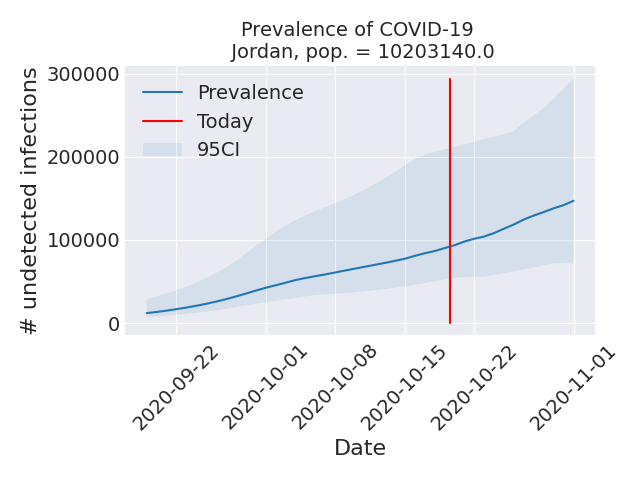 Prevalence of COVID-19
Jordan, pop. = 10203140.0
# undetected infections
300000
200000
100000
0
Prevalence
Today
95CI
2020-09-22
2020-10-01
2020-10-08
2020-10-15
2020-10-22
2020-11-01
Date